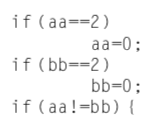 if(aa==2)
aa=0;
if(bb==2)
bb=0;
if(aa!=bb){